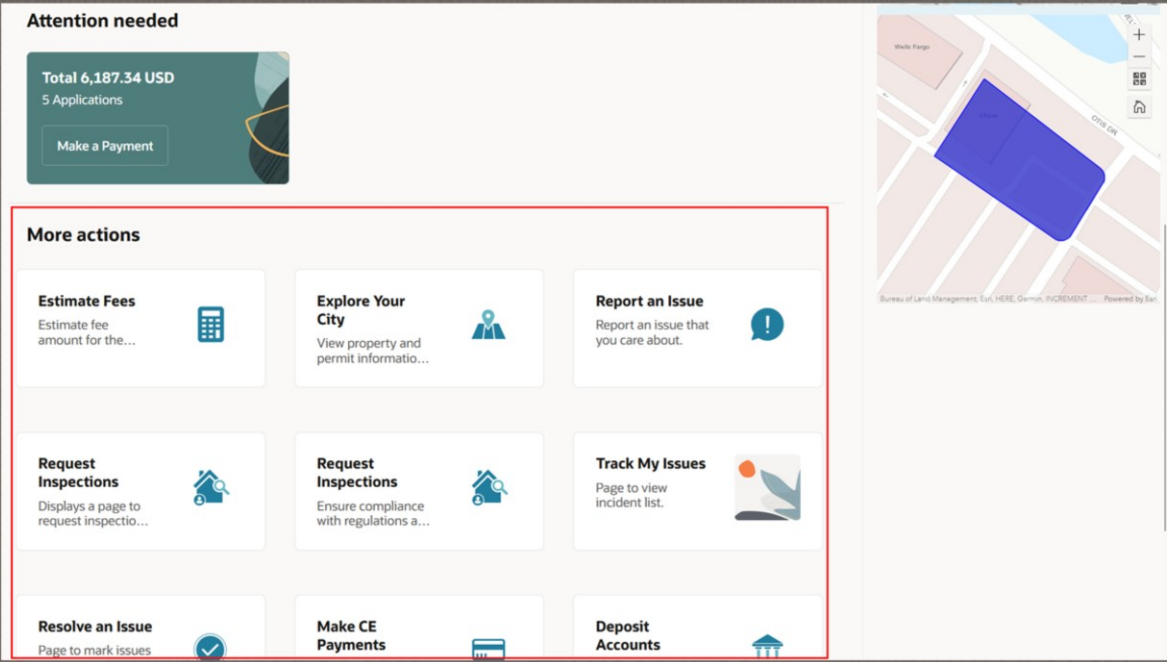 Attention needed
Total 6,187.34 USD
5 Applications
Make a Payment
More actions
Estimate Fees
Estimate fee
amount for the...
Explore Your
City
View property and
permit informatio...
Report an Issue
Report an issue that
you care about.
Request
Inspections
Displays a page to
request inspectio...
Request
Inspections
Ensure compliance
with regulations a...
Track My Issues
Page to view
incident list.
Resolve an Issue
Page to mark issues
Make CE
Payments
Deposit
Accounts
Wells Fargo
OTIS DR
Bureau of Land Management, Esri, HERE, Garmin, INCREMENT ... Powered by Esri